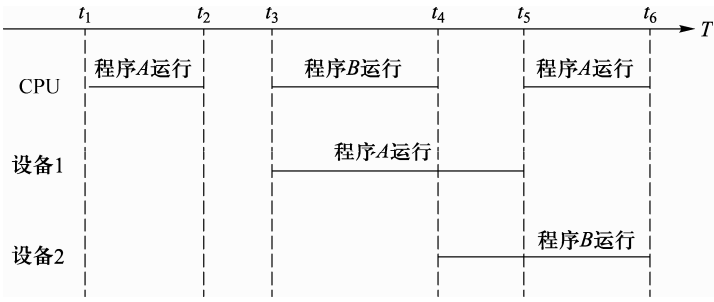 t1 t2 t3 t4 t5 t6
T
程序A运行 程序B运行 程序A运行
CPU
程序A运行
设备1
程序B运行
设备2